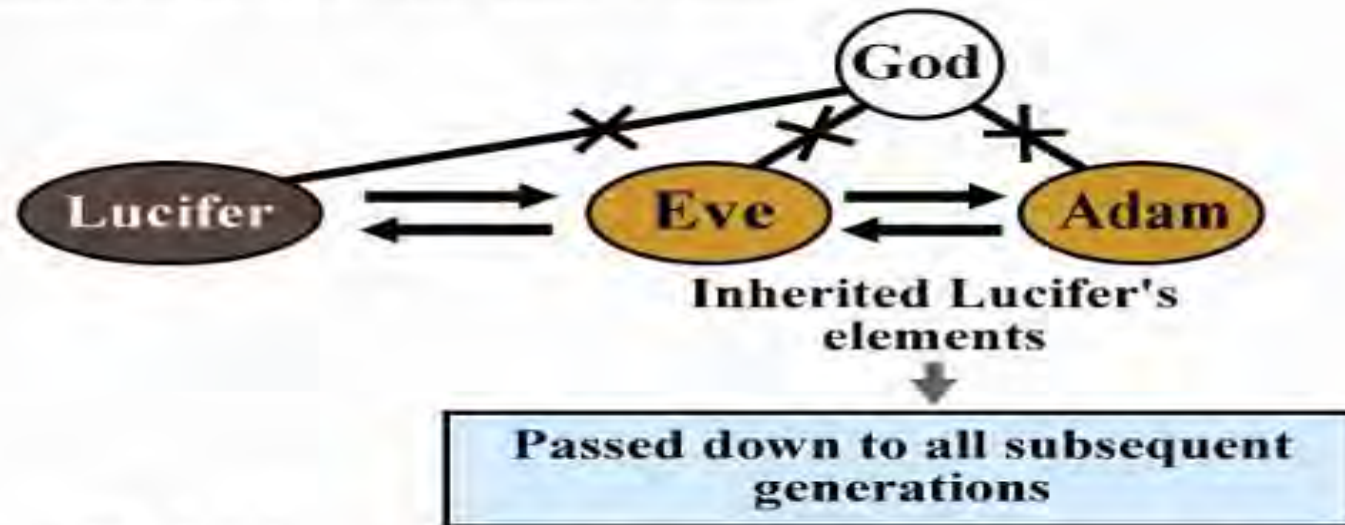 God
Lucifer
Eve
Adam
Inherited Lucifer's
elements
Passed down to all subsequent
generations